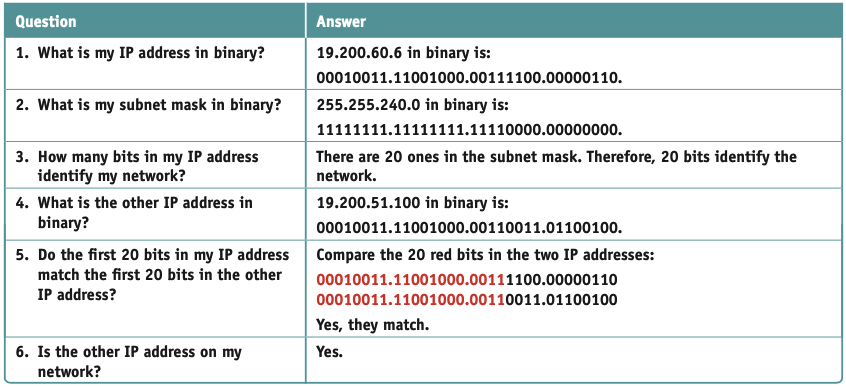 Question Answer
1. What is my IP address in binary? 19.200.60.6 in binary is:
00010011.11001000.00111100.00000110.
2. What is my subnet mask in binary? 255.255.240.0 in binary is:
11111111.11111111.11110000.00000000.
3. How many bits in my IP address
identify my network?
There are 20 ones in the subnet mask. Therefore, 20 bits identify the
network.
4. What is the other IP address in
binary?
19.200.51.100 in binary is:
00010011.11001000.00110011.01100100.
5. Do the first 20 bits in my IP address
match the first 20 bits in the other
IP address?
Compare the 20 red bits in the two IP addresses:
00010011.11001000.00111100.00000110
00010011.11001000.00110011.01100100
Yes, they match.
6. Is the other IP address on my
network?
Yes.